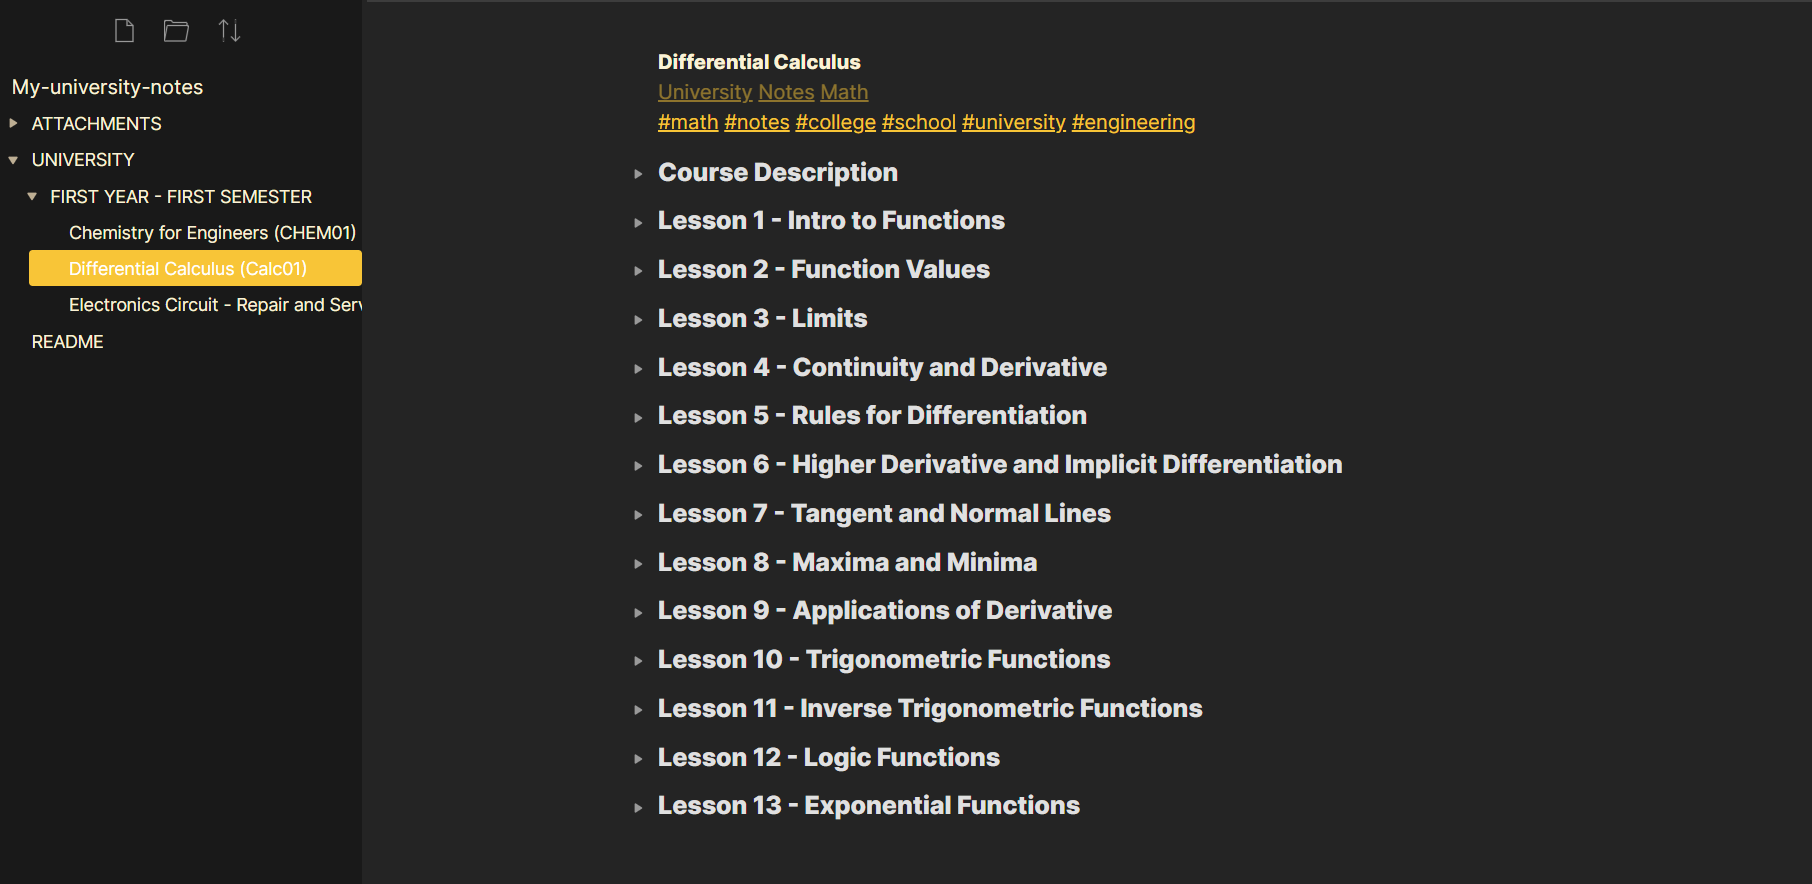 My-university-notes
ATTACHMENTS
UNIVERSITY
FIRST YEAR - FIRST SEMESTER
Chemistry for Engineers (CHEM01)
Differential Calculus (Calc01)
Electronics Circuit - Repair and Serv
README
Differential Calculus
University Notes Math
#math #notes #college #school #university #engineering
Course Description
Lesson 1 - Intro to Functions
Lesson 2 - Function Values
Lesson 3 - Limits
Lesson 4 - Continuity and Derivative
Lesson 5 - Rules for Differentiation
Lesson 6 - Higher Derivative and Implicit Differentiation
Lesson 7 - Tangent and Normal Lines
Lesson 8 - Maxima and Minima
Lesson 9 - Applications of Derivative
Lesson 10 - Trigonometric Functions
Lesson 11 - Inverse Trigonometric Functions
Lesson 12 - Logic Functions
Lesson 13 - Exponential Functions